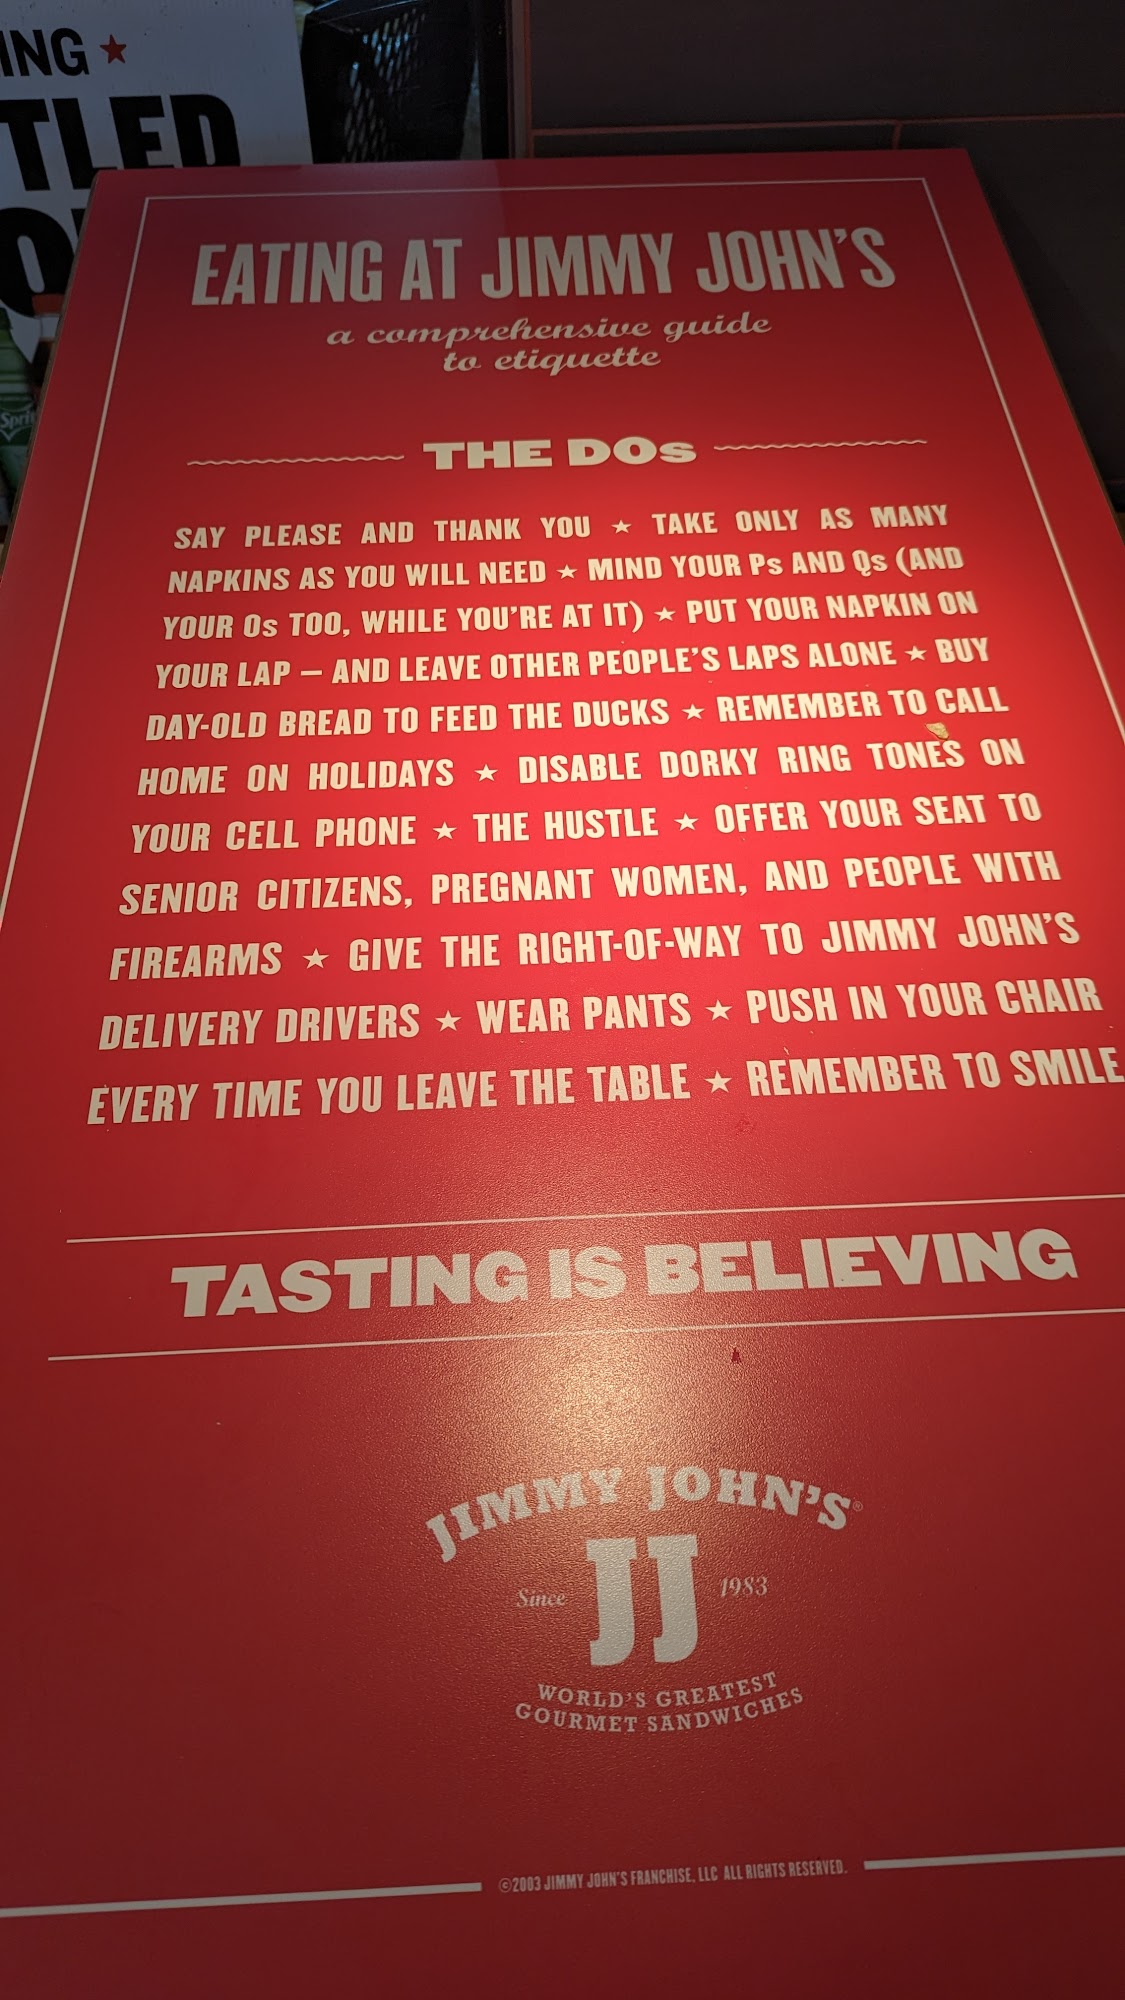 ING ★
TLED
EATING AT JIMMY JOHN'S
a comprehensive guide
to etiquette
THE DOs
SAY PLEASE AND THANK YOU ★ TAKE ONLY AS MANY
NAPKINS AS YOU WILL NEED ★ MIND YOUR Ps AND Qs (AND
YOUR Os TOO, WHILE YOU'RE AT IT) ★ PUT YOUR NAPKIN ON
YOUR LAP — AND LEAVE OTHER PEOPLE'S LAPS ALONE ★ BUY
DAY-OLD BREAD TO FEED THE DUCKS ★ REMEMBER TO CALL
HOME ON HOLIDAYS ★ DISABLE DORKY RING TONES ON
YOUR CELL PHONE ★ THE HUSTLE ★ OFFER YOUR SEAT TO
SENIOR CITIZENS, PREGNANT WOMEN, AND PEOPLE WITH
FIREARMS ★ GIVE THE RIGHT-OF-WAY TO JIMMY JOHN'S
DELIVERY DRIVERS ★ WEAR PANTS ★ PUSH IN YOUR CHAIR
EVERY TIME YOU LEAVE THE TABLE ★ REMEMBER TO SMILE
TASTING IS BELIEVING
JIMMY JOHN'S®
Since JJ 1983
WORLD'S GREATEST
GOURMET SANDWICHES
©2003 JIMMY JOHN'S FRANCHISE, LLC ALL RIGHTS RESERVED.